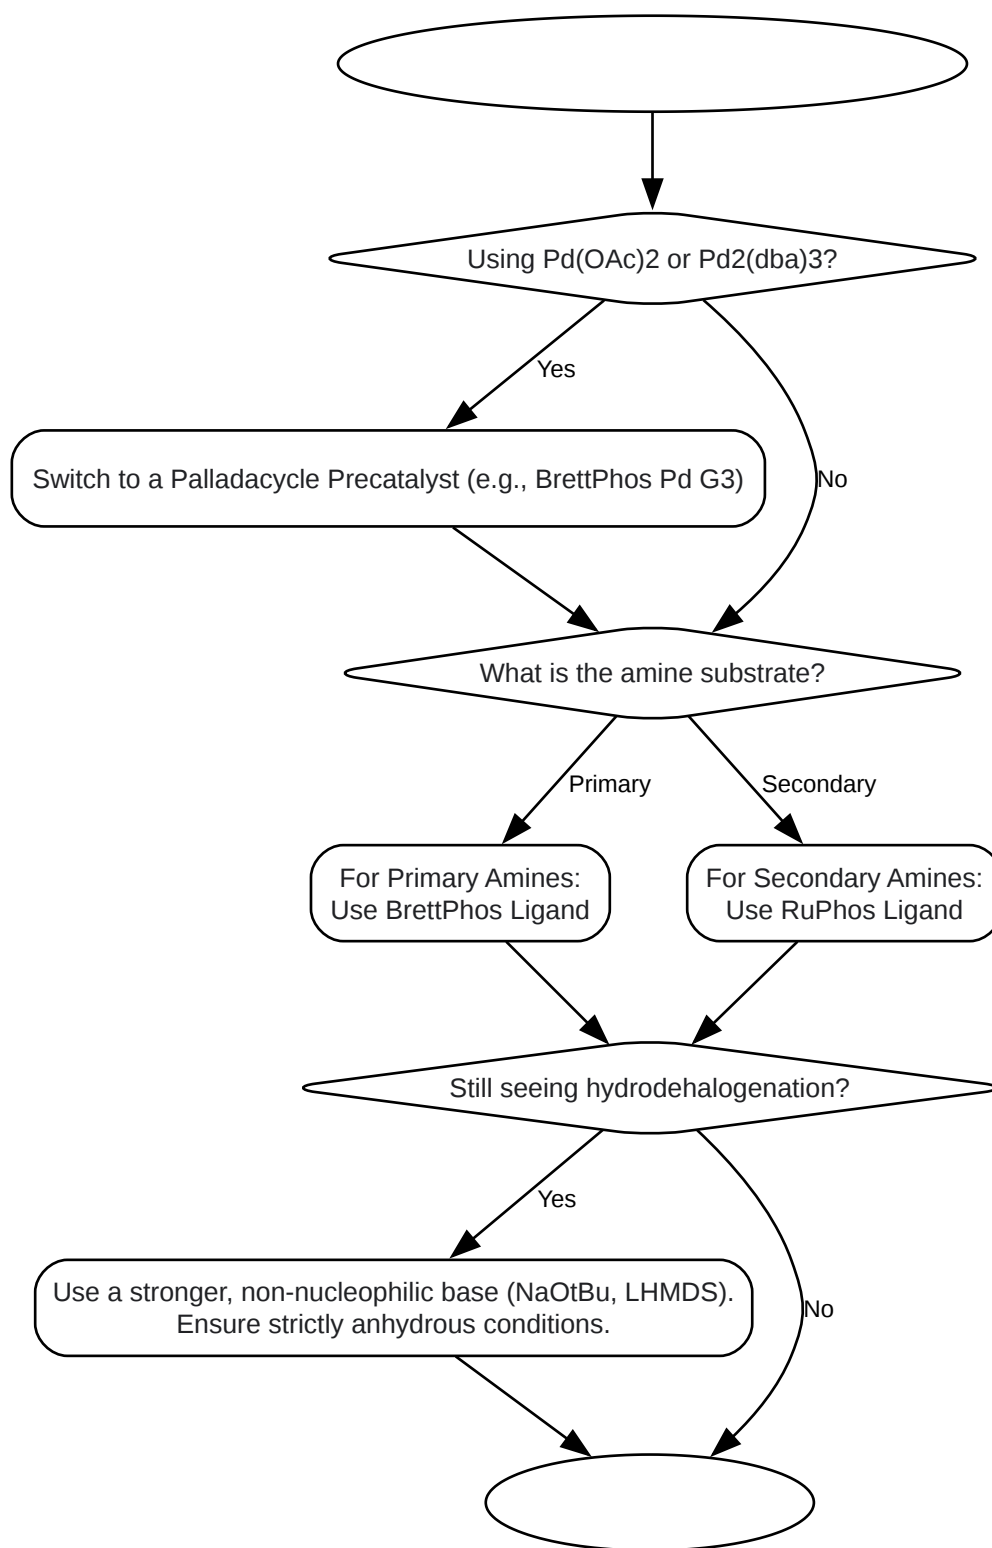 Using Pd(OAc)2 or Pd2(dba)3?
Yes
Switch to a Palladacycle Precatalyst (e.g., BrettPhos Pd G3)
No
What is the amine substrate?
Primary
Secondary
For Primary Amines:
Use BrettPhos Ligand
For Secondary Amines:
Use RuPhos Ligand
Still seeing hydrodehalogenation?
Yes
Use a stronger, non-nucleophilic base (NaOtBu, LHMDS).
Ensure strictly anhydrous conditions.
No